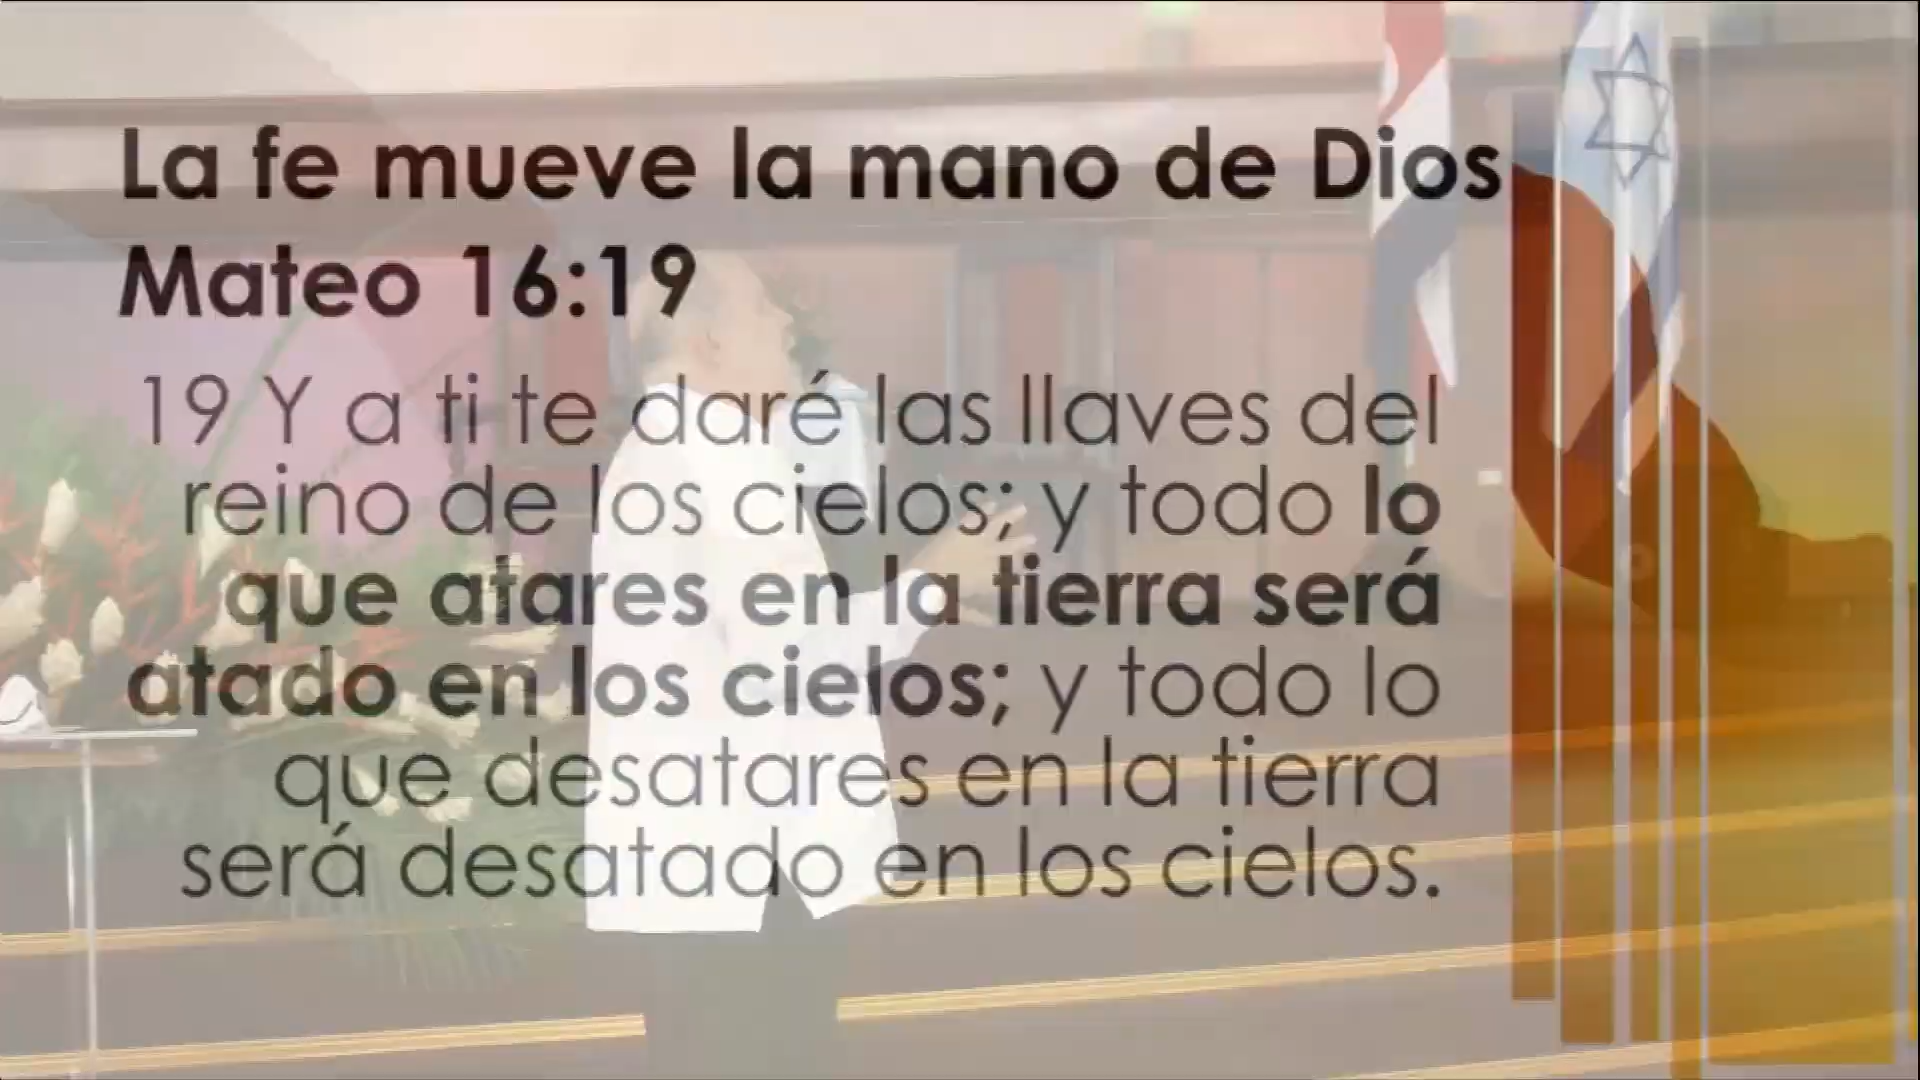 La fe mueve la mano de Dios
Mateo 16:19
19 Y a ti te daré las llaves del
reino de los cielos; y todo lo
que atares en la tierra será
atado en los cielos; y todo lo
que desatares en la tierra
será desatado en los cielos.